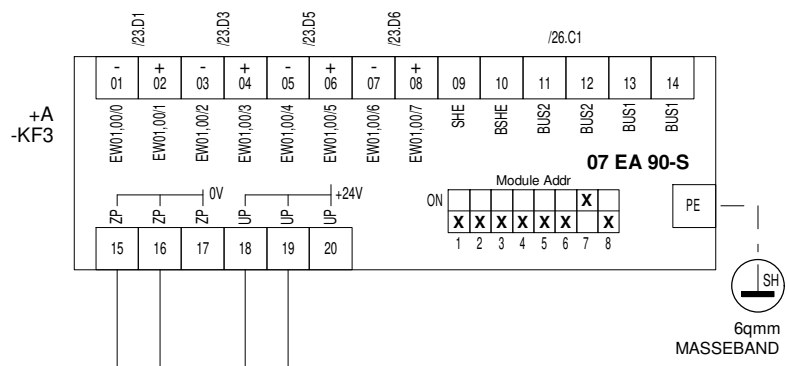 /23.D1 /23.D3 /23.D5 /23.D6 /26.C1
- + - + - + - +
01 02 03 04 05 06 07 08 09 10 11 12 13 14
+A
-KF3
EW01,00/0 EW01,00/1 EW01,00/2 EW01,00/3 EW01,00/4 EW01,00/5 EW01,00/6 EW01,00/7 SHE BSHE BUS2 BUS2 BUS1 BUS1
07 EA 90-S
Module Addr
0V +24V
ON X
ZP ZP ZP UP UP UP
X X X X X X X
1 2 3 4 5 6 7 8
PE
15 16 17 18 19 20
SH
6qmm
MASSEBAND